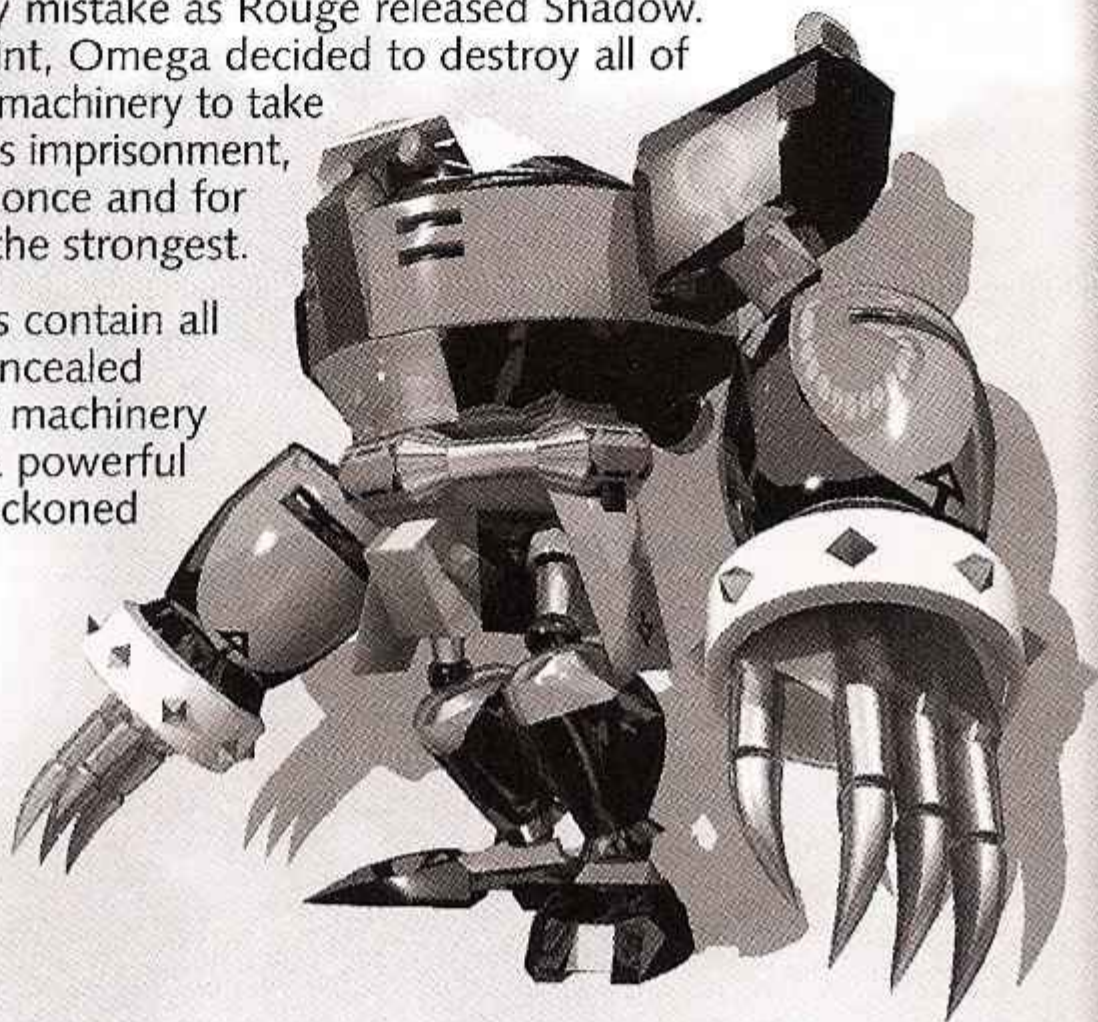 y mistake as Rouge released Shadow.
nt, Omega decided to destroy all of
machinery to take
s imprisonment,
once and for
the strongest.
s contain all
ncealed
machinery
powerful
ckoned